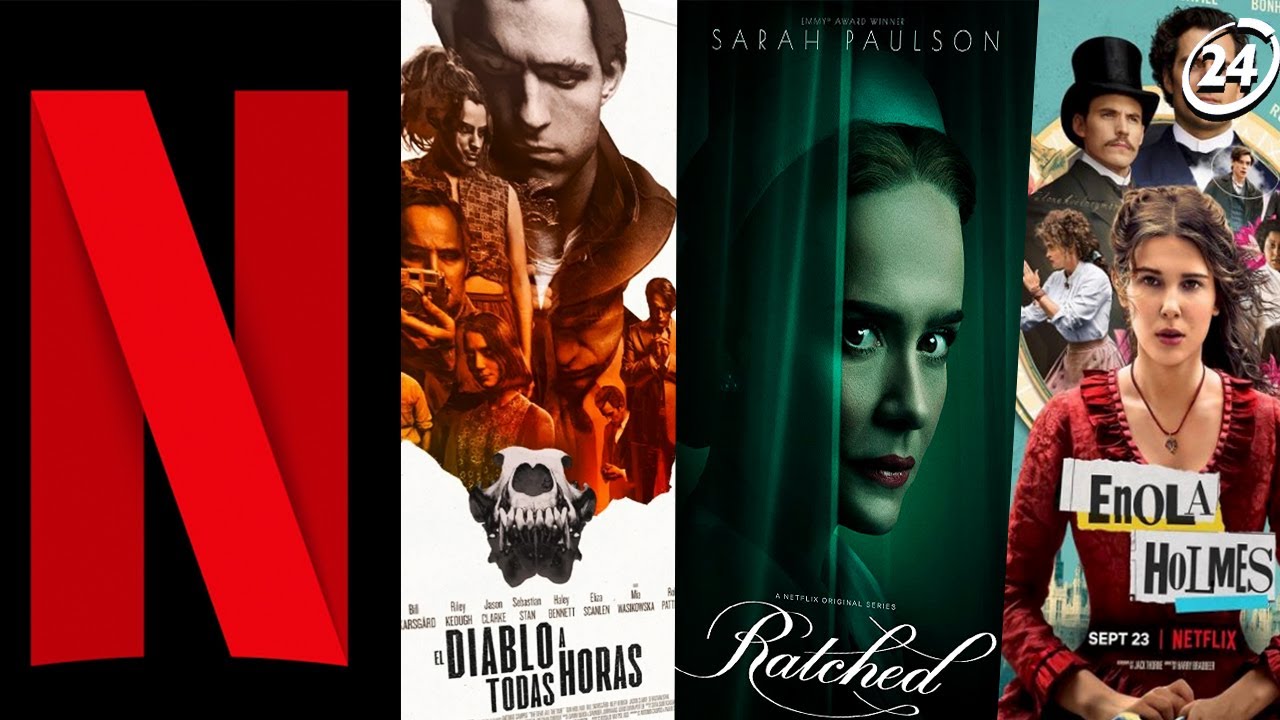 N
Bill Riley Jason Sebastian Haley Eliza Mia
KEOUGH CLARKE STAN BENNETT SCANLEN WASIKOWSKA
EL DIABLO A
TODAS HORAS
EMMY® AWARD WINNER
SARAH PAULSON
A NETFLIX ORIGINAL SERIES
Ratched
24
ENOLA
HOLMES
SEPT 23 | NETFLIX